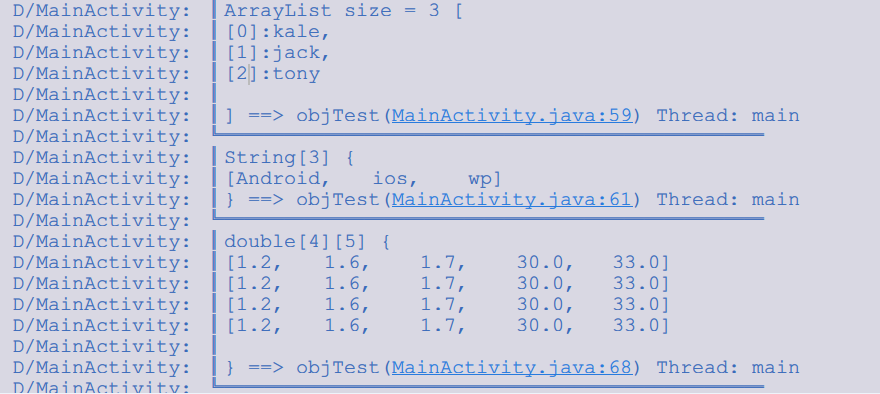 D/MainActivity: ║ArrayList size = 3 [
D/MainActivity: ║[0]:kale,
D/MainActivity: ║[1]:jack,
D/MainActivity: ║[2]:tony
D/MainActivity: ║
D/MainActivity: ║] ==> objTest(MainActivity.java:59) Thread: main
D/MainActivity: ╚══════════════════════════════
D/MainActivity: ║String[3] {
D/MainActivity: ║[Android,    ios,    wp]
D/MainActivity: ║} ==> objTest(MainActivity.java:61) Thread: main
D/MainActivity: ╚══════════════════════════════
D/MainActivity: ║double[4][5] {
D/MainActivity: ║[1.2,    1.6,    1.7,    30.0,    33.0]
D/MainActivity: ║[1.2,    1.6,    1.7,    30.0,    33.0]
D/MainActivity: ║[1.2,    1.6,    1.7,    30.0,    33.0]
D/MainActivity: ║[1.2,    1.6,    1.7,    30.0,    33.0]
D/MainActivity: ║
D/MainActivity: ║} ==> objTest(MainActivity.java:68) Thread: main
D/MainActivity: ╚══════════════════════════════